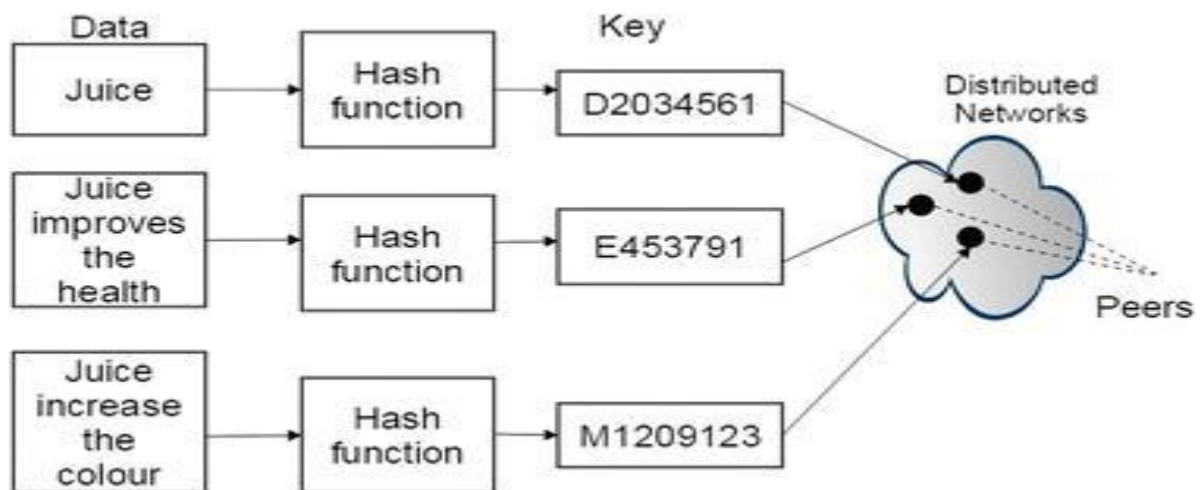 Data
Key
Juice
Hash
function
D2034561
Distributed
Networks
Juice
improves
the
health
Hash
function
E453791
Peers
Juice
increase
the
colour
Hash
function
M1209123